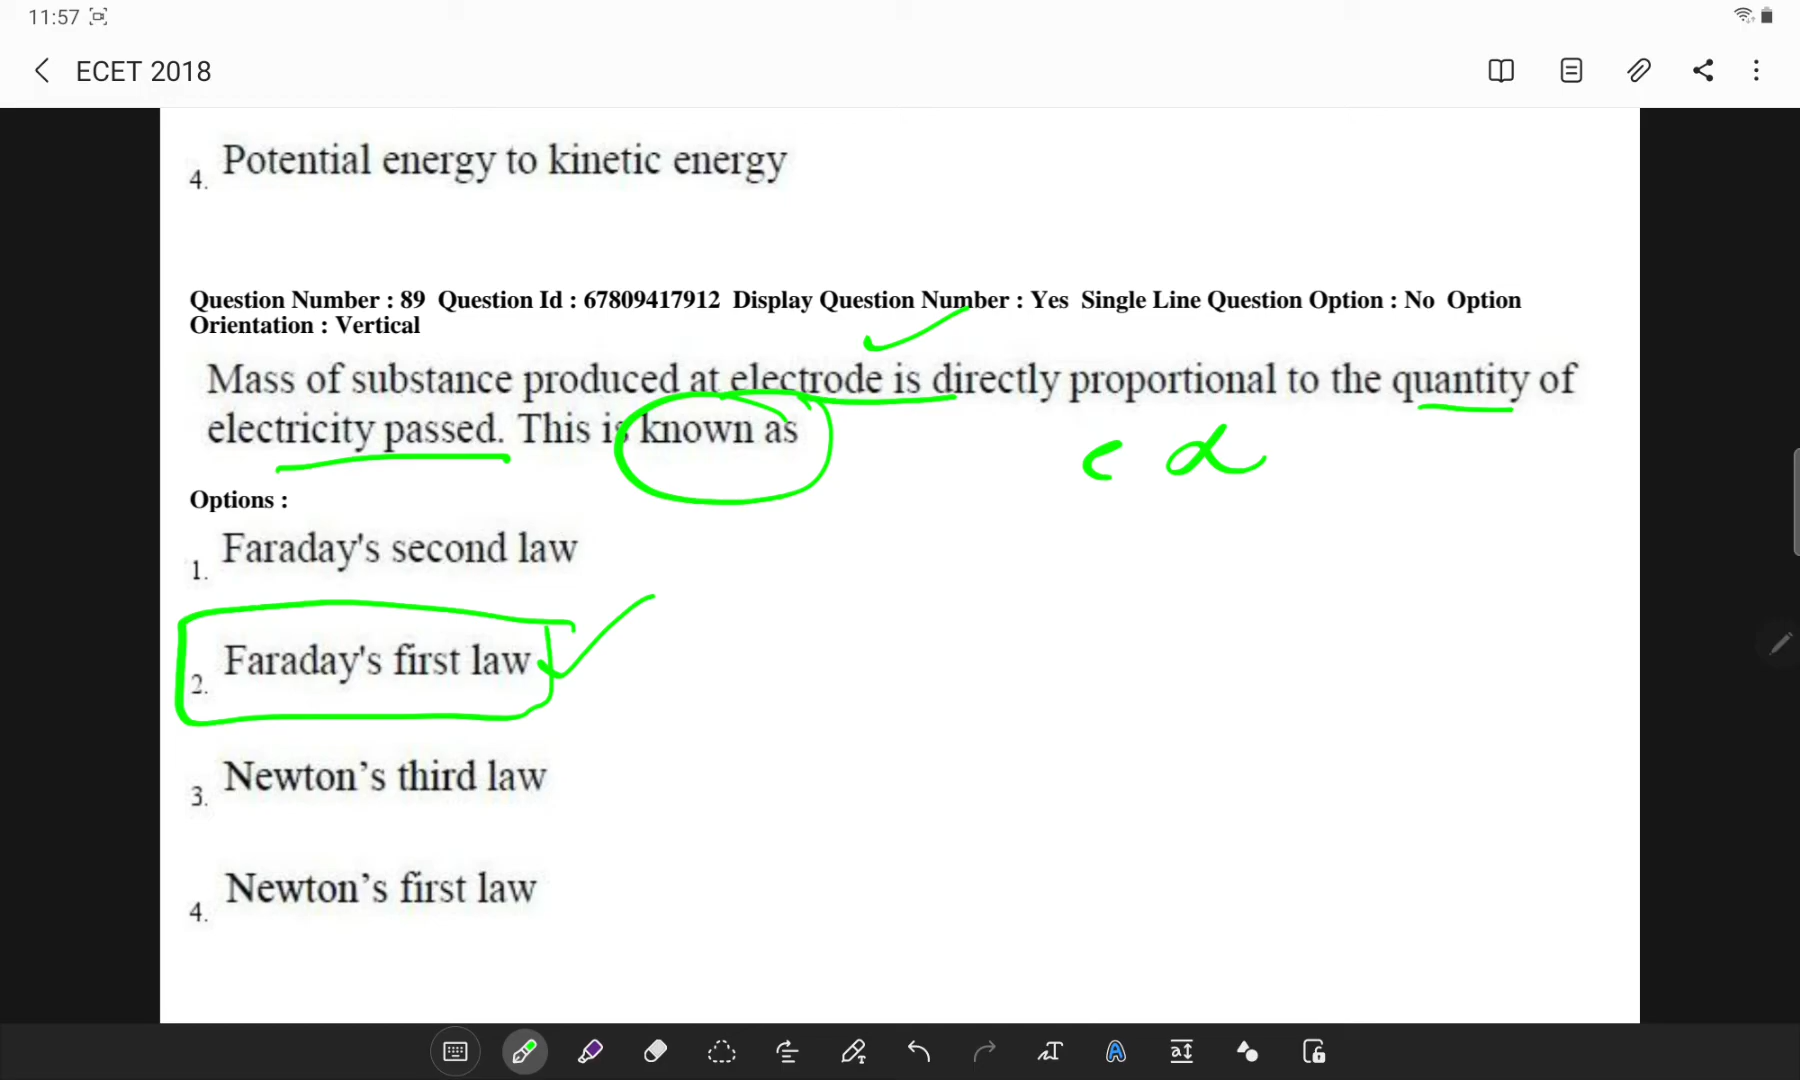 11:57
ECET 2018
4. Potential energy to kinetic energy
Question Number : 89 Question Id : 67809417912 Display Question Number : Yes Single Line Question Option : No Option
Orientation : Vertical
Mass of substance produced at electrode is directly proportional to the quantity of
electricity passed. This is known as
e α
Options :
1. Faraday's second law
2. Faraday's first law
3. Newton’s third law
4. Newton’s first law